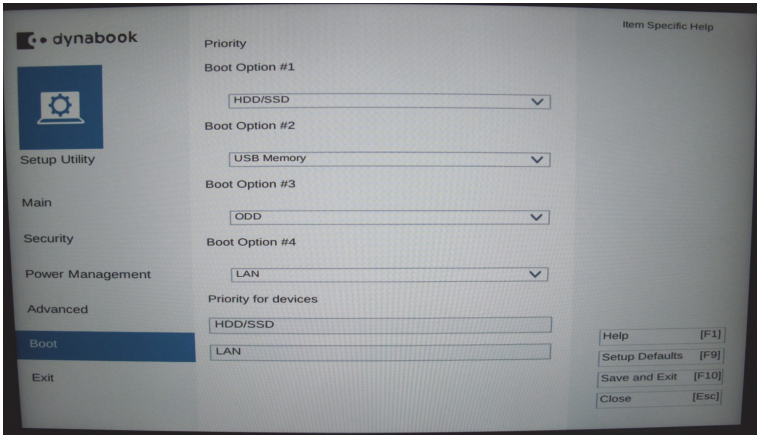 dynabook
Setup Utility
Main
Security
Power Management
Advanced
Boot
Exit
Priority
Boot Option #1
HDD/SSD
Boot Option #2
USB Memory
Boot Option #3
ODD
Boot Option #4
LAN
Priority for devices
HDD/SSD
LAN
Item Specific Help
Help [F1]
Setup Defaults [F9]
Save and Exit [F10]
Close [Esc]